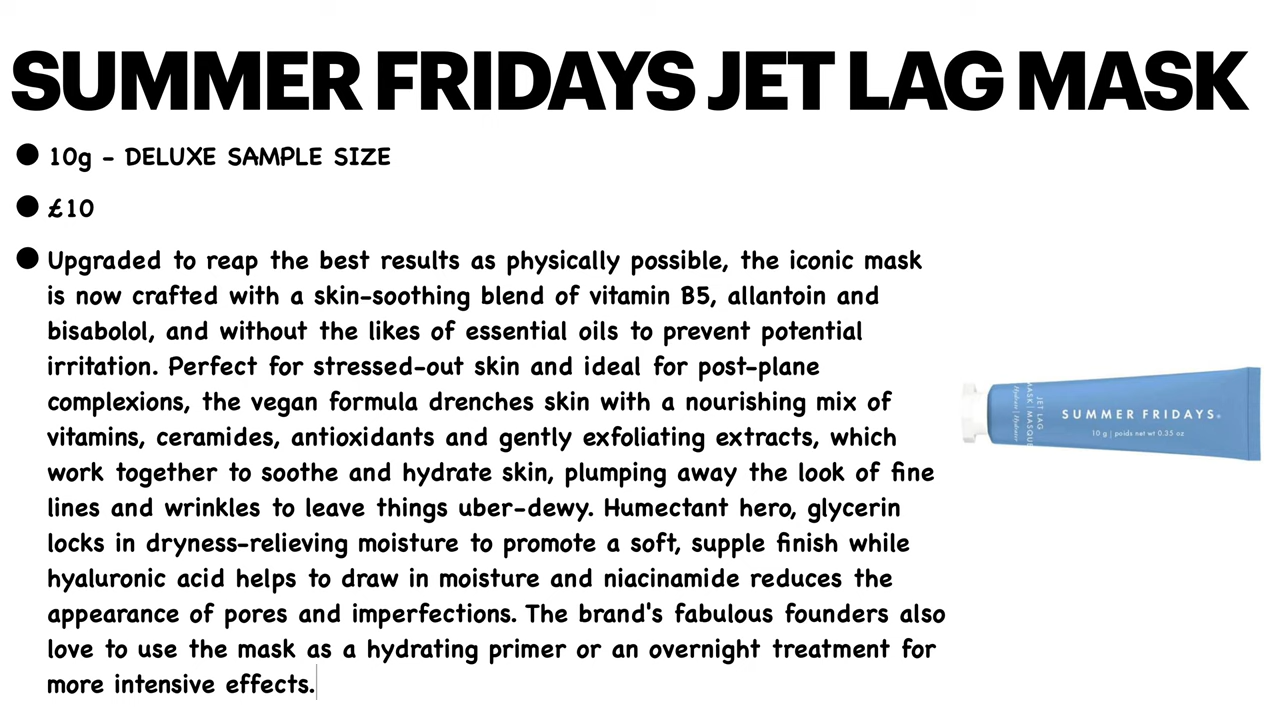 SUMMER FRIDAYS JET LAG MASK
● 10g - DELUXE SAMPLE SIZE
● £10
● Upgraded to reap the best results as physically possible, the iconic mask
is now crafted with a skin-soothing blend of vitamin B5, allantoin and
bisabolol, and without the likes of essential oils to prevent potential
irritation. Perfect for stressed-out skin and ideal for post-plane
complexions, the vegan formula drenches skin with a nourishing mix of
vitamins, ceramides, antioxidants and gently exfoliating extracts, which
work together to soothe and hydrate skin, plumping away the look of fine
lines and wrinkles to leave things uber-dewy. Humectant hero, glycerin
locks in dryness-relieving moisture to promote a soft, supple finish while
hyaluronic acid helps to draw in moisture and niacinamide reduces the
appearance of pores and imperfections. The brand's fabulous founders also
love to use the mask as a hydrating primer or an overnight treatment for
more intensive effects.
SUMMER FRIDAYS®
10 g | poids net wt 0.35 oz
JET LAG
MASK | MASQUE